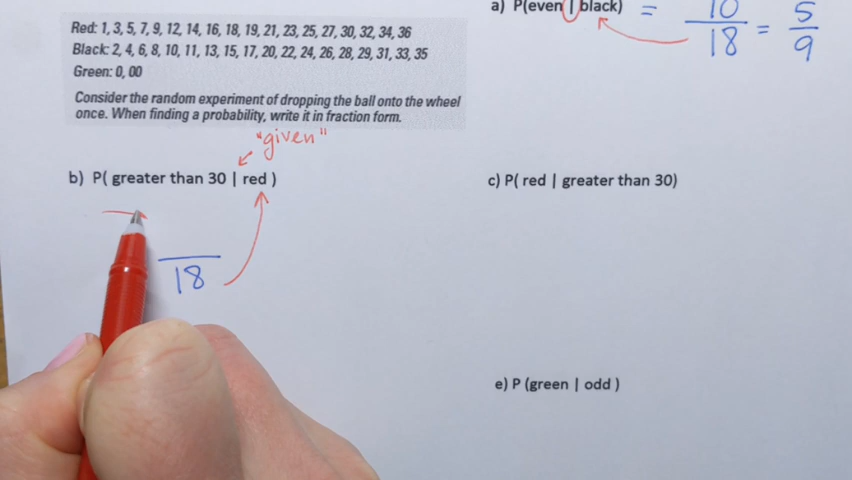 Red: 1, 3, 5, 7, 9, 12, 14, 16, 18, 19, 21, 23, 25, 27, 30, 32, 34, 36
Black: 2, 4, 6, 8, 10, 11, 13, 15, 17, 20, 22, 24, 26, 28, 29, 31, 33, 35
Green: 0, 00
Consider the random experiment of dropping the ball onto the wheel
once. When finding a probability, write it in fraction form.
a) P(even | black) = 10/18 = 5/9
"given"
b) P( greater than 30 | red )
18
c) P( red | greater than 30)
e) P (green | odd )